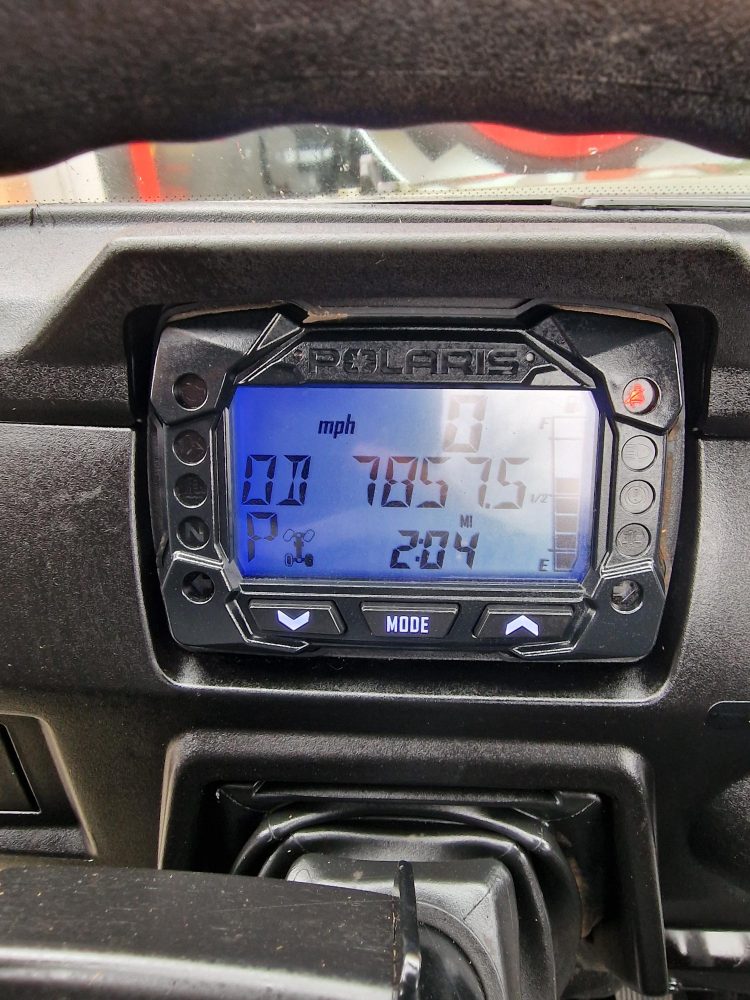 POLARIS
mph 0
F
OD 7857.5
1/2
MI
P 2:04
E
N
MODE